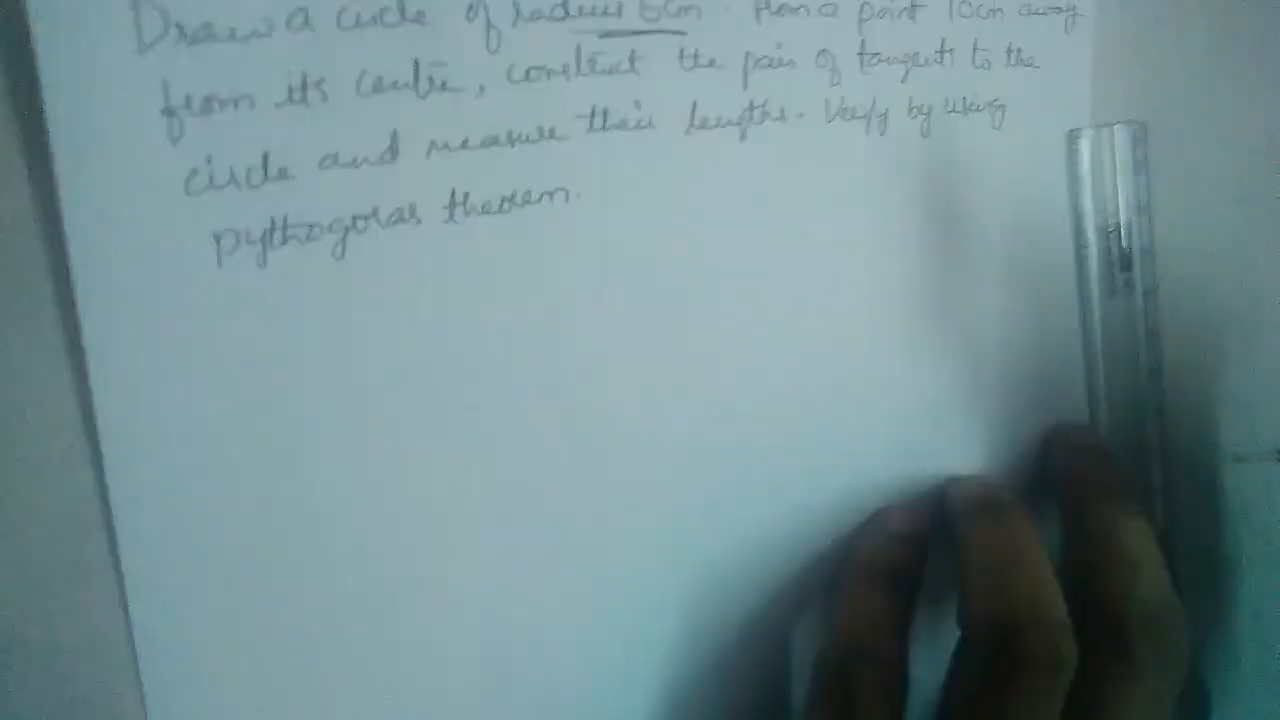 Draw a circle of radius 6cm. From a point 10cm away
from its centre, construct the pair of tangents to the
circle and measure their lengths. Verify by using
pythogoras theorem.